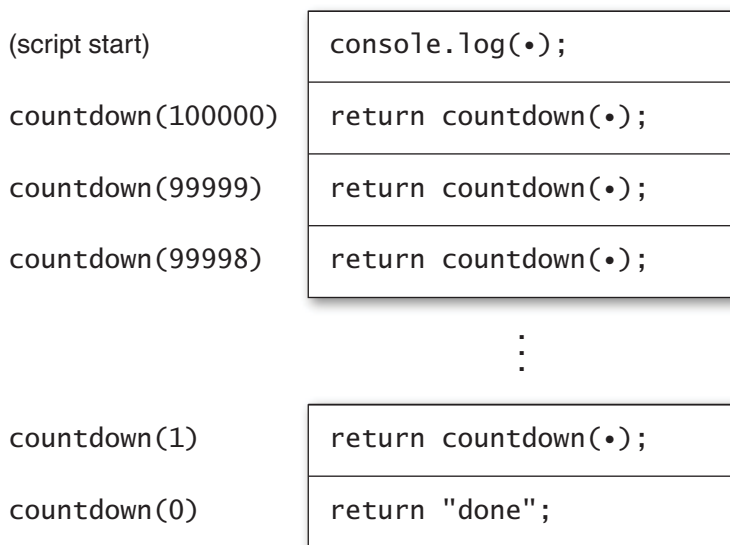 (script start) console.log(•);
countdown(100000) return countdown(•);
countdown(99999) return countdown(•);
countdown(99998) return countdown(•);
⋮
countdown(1) return countdown(•);
countdown(0) return "done";